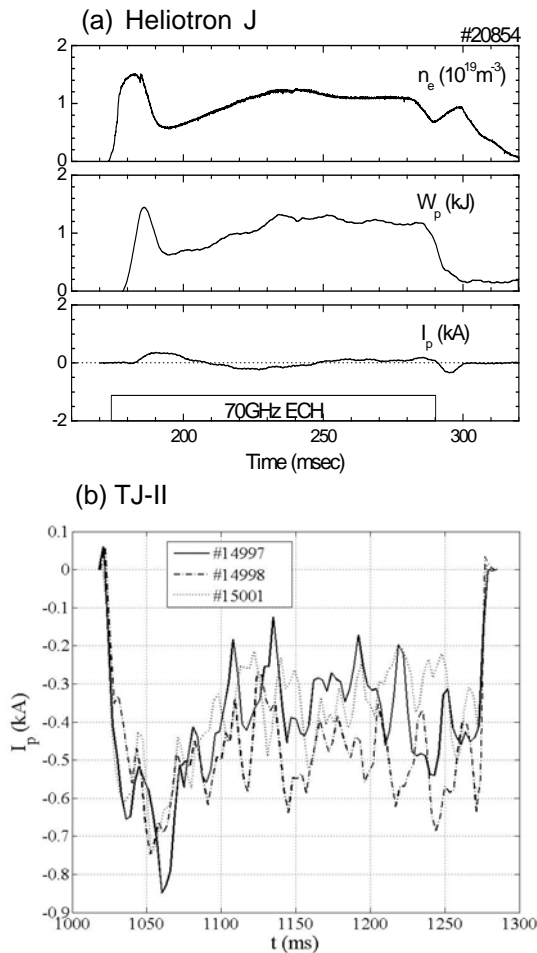 (a) Heliotron J
#20854
2
n_e (10^19 m^-3)
1
0
2
W_p (kJ)
1
0
2
I_p (kA)
0
-2
70GHz ECH
200 250 300
Time (msec)
(b) TJ-II
0.1
0
-0.1
-0.2
-0.3
-0.4
-0.5
-0.6
-0.7
-0.8
-0.9
I_p (kA)
#14997
#14998
#15001
1000 1050 1100 1150 1200 1250 1300
t (ms)